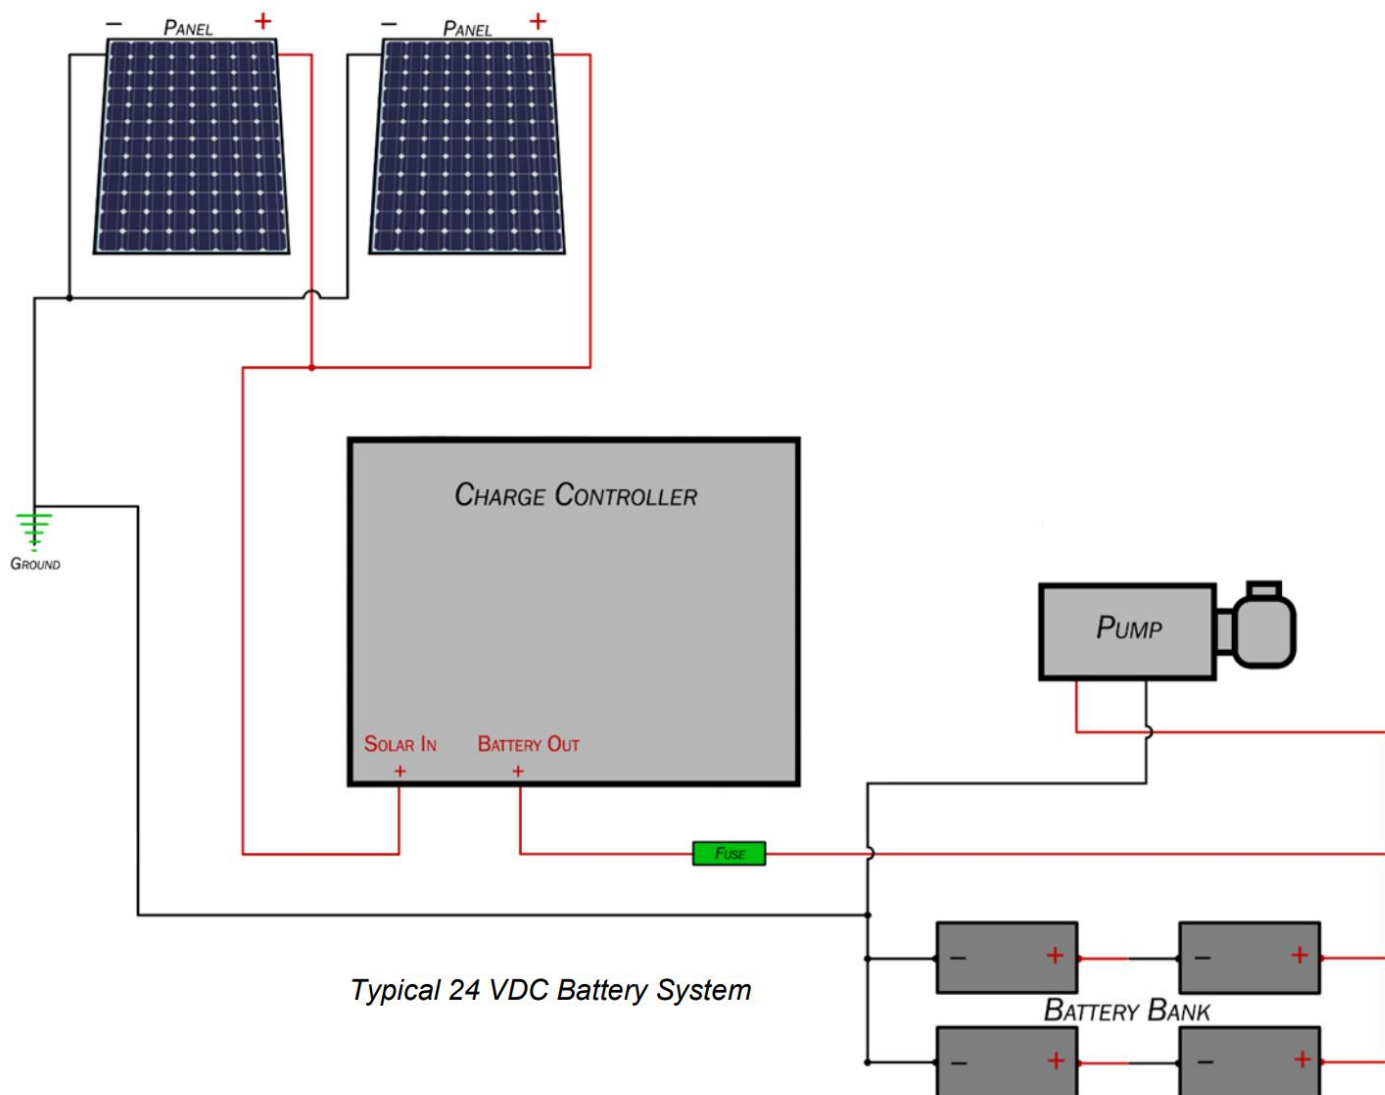 − PANEL + − PANEL +
CHARGE CONTROLLER
GROUND
PUMP
SOLAR IN BATTERY OUT
+ +
FUSE
− + − +
Typical 24 VDC Battery System
BATTERY BANK
− + − +